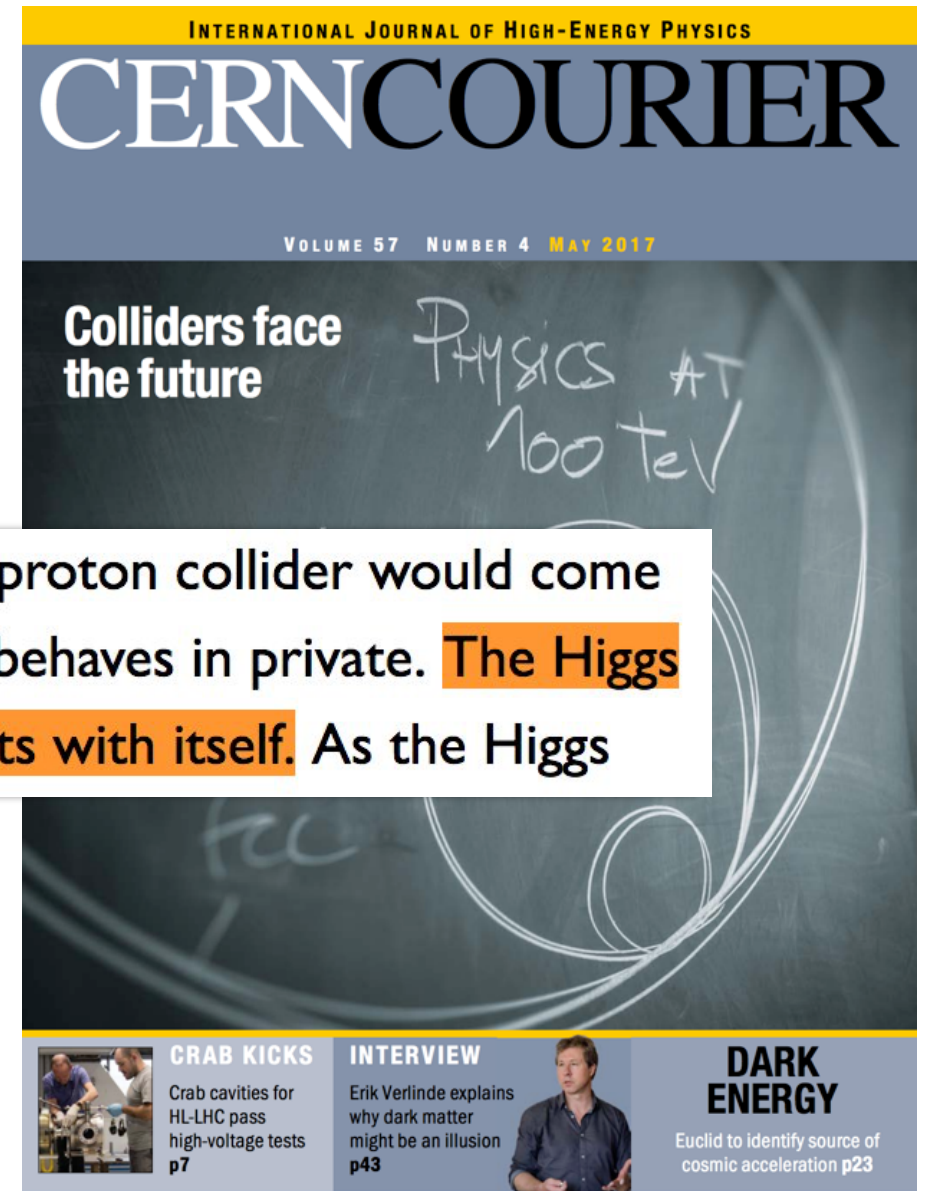 INTERNATIONAL JOURNAL OF HIGH-ENERGY PHYSICS
CERNCOURIER
VOLUME 57 NUMBER 4 MAY 2017
Colliders face
the future
PHYSICS AT
100 TeV
proton collider would come
behaves in private. The Higgs
ts with itself. As the Higgs
fcc
CRAB KICKS
Crab cavities for
HL-LHC pass
high-voltage tests
p7
INTERVIEW
Erik Verlinde explains
why dark matter
might be an illusion
p43
DARK
ENERGY
Euclid to identify source of
cosmic acceleration p23